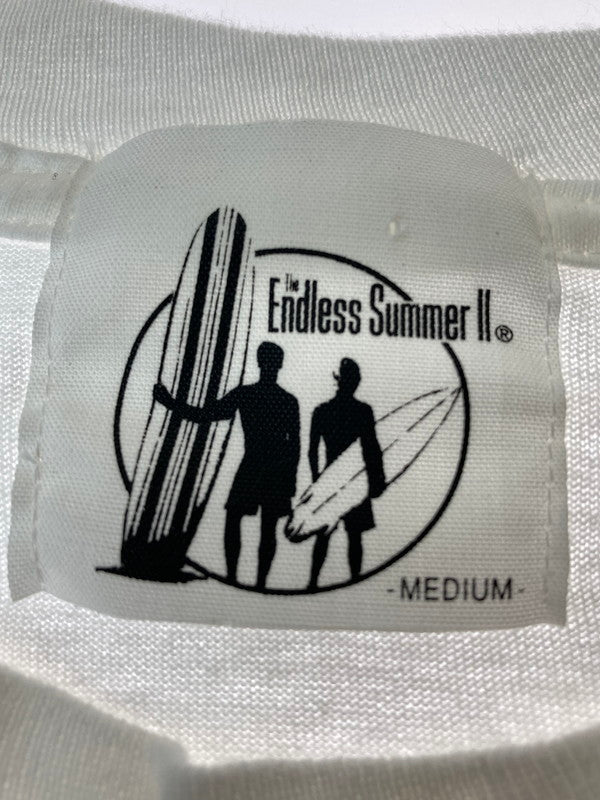 The
Endless Summer II®
-MEDIUM-